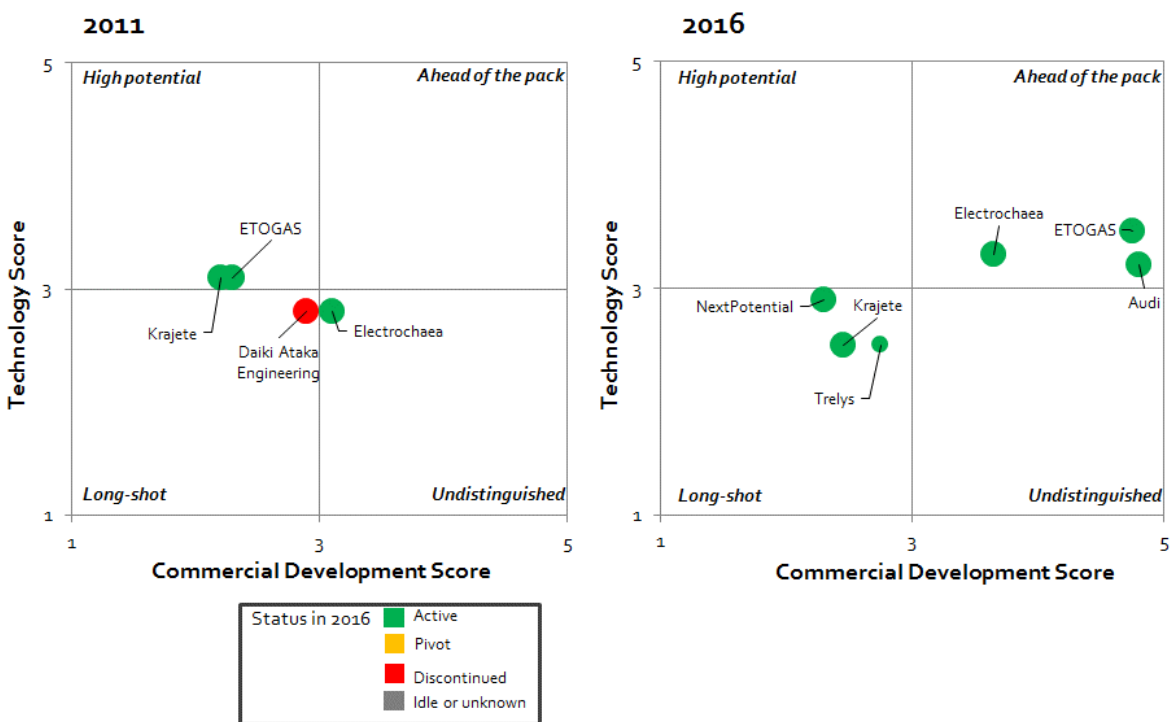 2011
5
High potential
Ahead of the pack
ETOGAS
Technology Score
3
Krajete
Daiki Ataka
Engineering
Electrochaea
Long-shot
Undistinguished
1
1
3
5
Commercial Development Score
2016
5
High potential
Ahead of the pack
Electrochaea
ETOGAS
Technology Score
3
NextPotential
Krajete
Audi
Trelys
Long-shot
Undistinguished
1
1
3
5
Commercial Development Score
Status in 2016
Active
Pivot
Discontinued
Idle or unknown